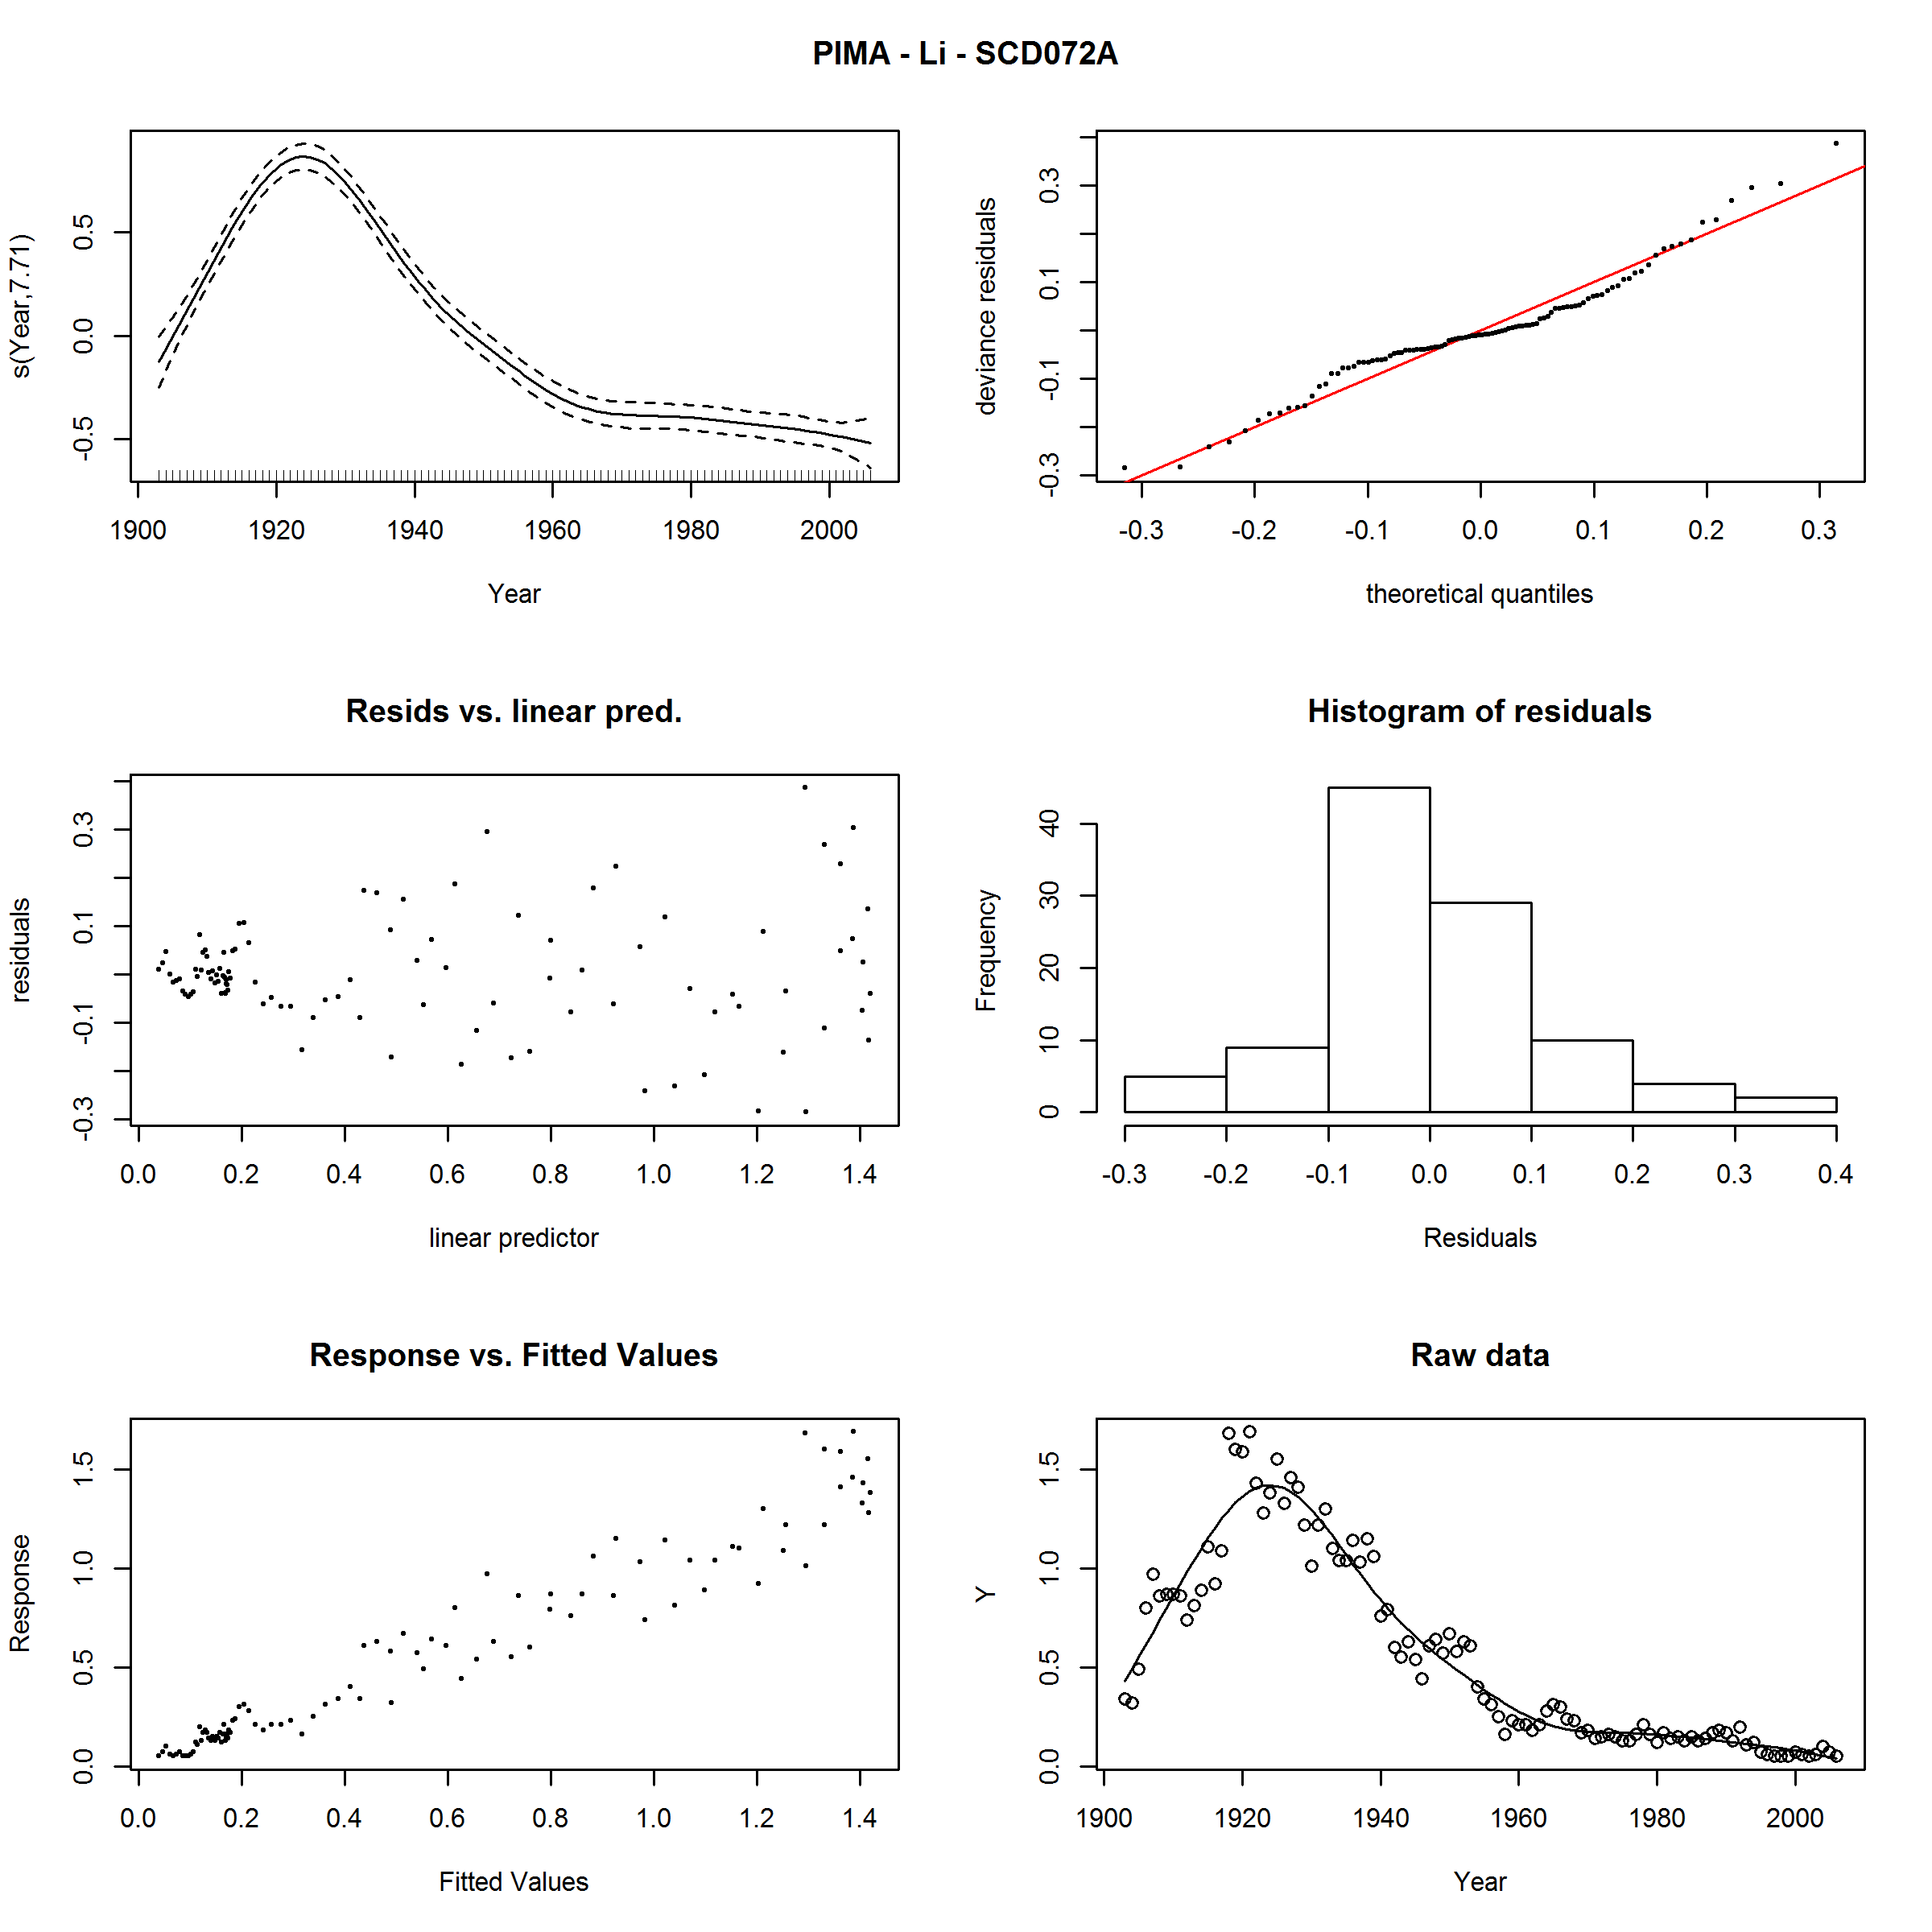 PIMA - Li - SCD072A
s(Year,7.71)
0.5
0.0
-0.5
1900 1920 1940 1960 1980 2000
Year
deviance residuals
0.3
0.1
-0.1
-0.3
-0.3 -0.2 -0.1 0.0 0.1 0.2 0.3
theoretical quantiles
Resids vs. linear pred.
residuals
0.3
0.1
-0.1
-0.3
0.0 0.2 0.4 0.6 0.8 1.0 1.2 1.4
linear predictor
Histogram of residuals
Frequency
40
30
20
10
0
-0.3 -0.2 -0.1 0.0 0.1 0.2 0.3 0.4
Residuals
Response vs. Fitted Values
Response
1.5
1.0
0.5
0.0
0.0 0.2 0.4 0.6 0.8 1.0 1.2 1.4
Fitted Values
Raw data
Y
1.5
1.0
0.5
0.0
1900 1920 1940 1960 1980 2000
Year